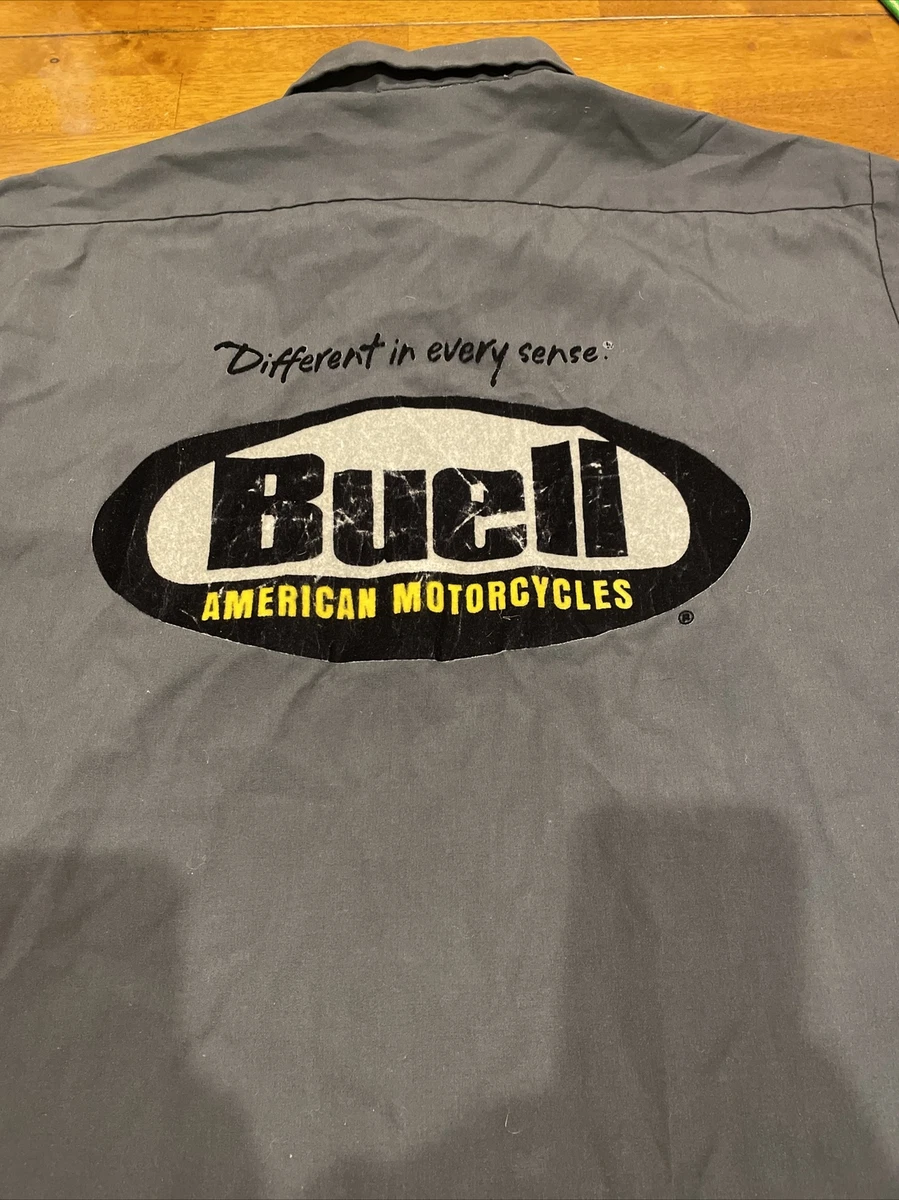 Different in every sense.®
Buell
AMERICAN MOTORCYCLES
®